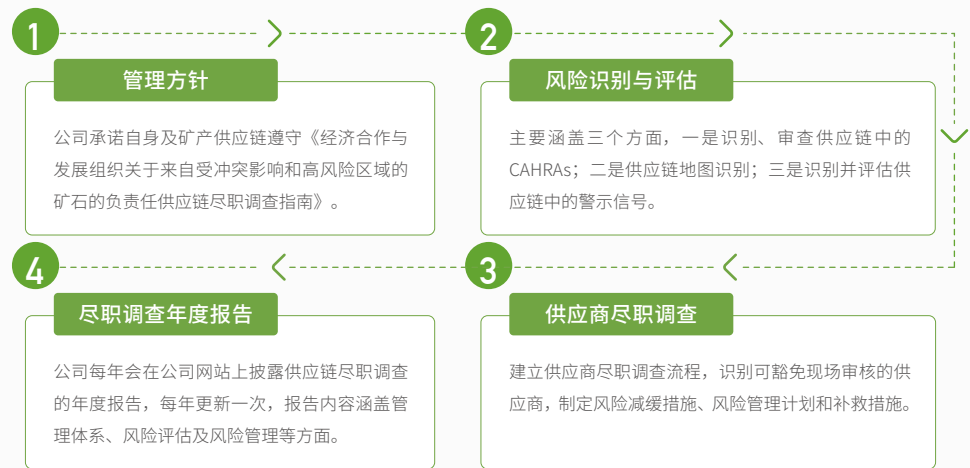 1
管理方针
公司承诺自身及矿产供应链遵守《经济合作与
发展组织关于来自受冲突影响和高风险区域的
矿石的负责任供应链尽职调查指南》。
2
风险识别与评估
主要涵盖三个方面，一是识别、审查供应链中的
CAHRAs；二是供应链地图识别；三是识别并评估供
应链中的警示信号。
3
供应商尽职调查
建立供应商尽职调查流程，识别可豁免现场审核的供
应商，制定风险减缓措施、风险管理计划和补救措施。
4
尽职调查年度报告
公司每年会在公司网站上披露供应链尽职调查
的年度报告，每年更新一次，报告内容涵盖管
理体系、风险评估及风险管理等方面。